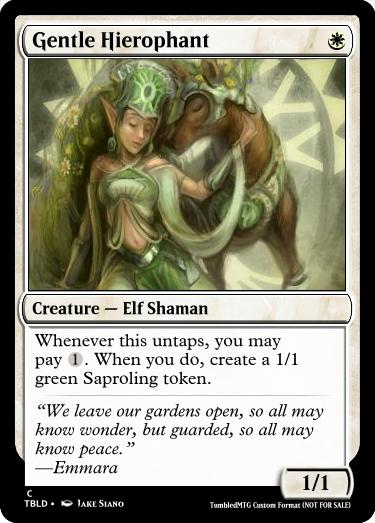 Gentle Hierophant
Creature — Elf Shaman
Whenever this untaps, you may
pay 1. When you do, create a 1/1
green Saproling token.
“We leave our gardens open, so all may
know wonder, but guarded, so all may
know peace.”
—Emmara
1/1
C
TBLD • Jake Siano
TumbledMTG Custom Format (NOT FOR SALE)